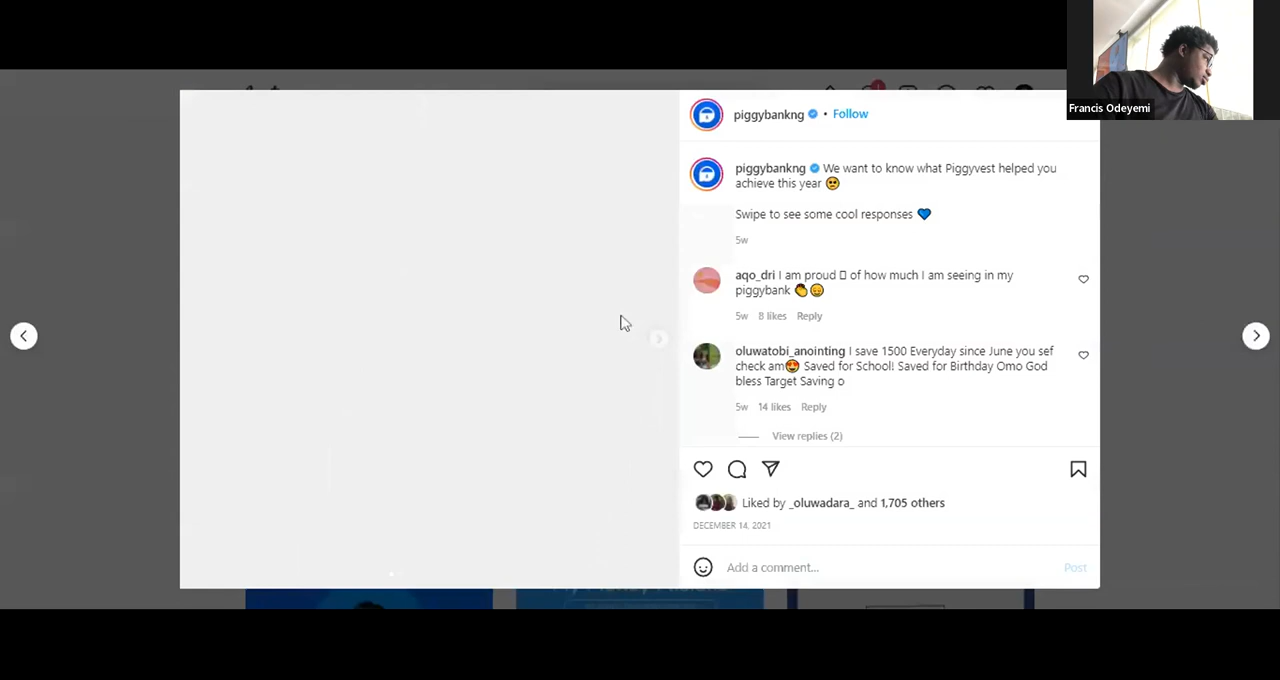 Francis Odeyemi
piggybankng • Follow
piggybankng We want to know what Piggyvest helped you
achieve this year 🥺
Swipe to see some cool responses 💙
5w
aqo_dri I am proud of how much I am seeing in my
piggybank 👏😄
5w 8 likes Reply
oluwatobi_anointing I save 1500 Everyday since June you sef
check am😍 Saved for School! Saved for Birthday Omo God
bless Target Saving o
5w 14 likes Reply
View replies (2)
Liked by _oluwadara_ and 1,705 others
DECEMBER 14, 2021
Add a comment... Post